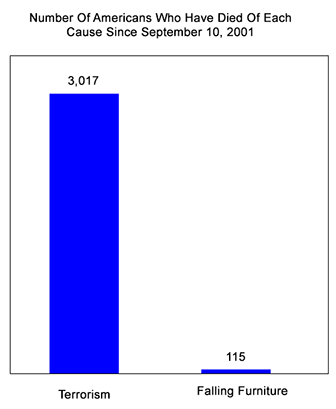 Number Of Americans Who Have Died Of Each
Cause Since September 10, 2001
3,017
115
Terrorism
Falling Furniture